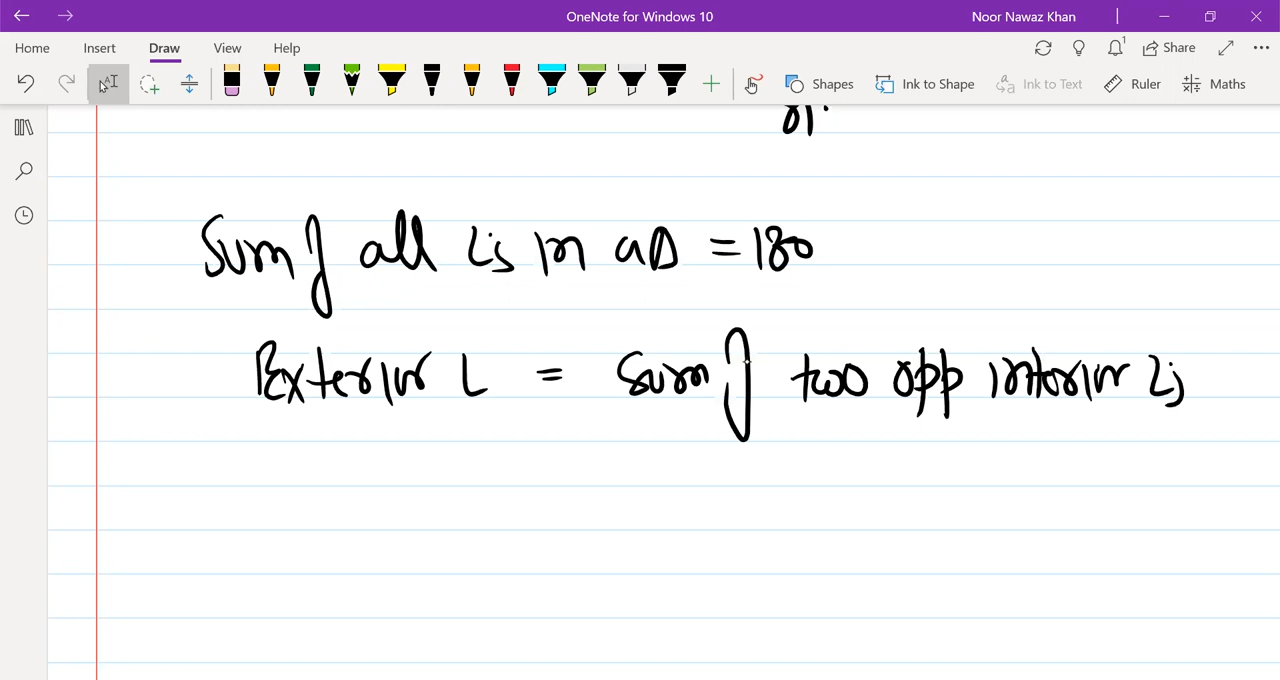 OneNote for Windows 10 Noor Nawaz Khan
Home Insert Draw View Help 1 Share
Shapes Ink to Shape Ink to Text Ruler Maths
Sum of all ∠s in a Δ = 180
Exterior ∠ = Sum of two opp interior ∠s